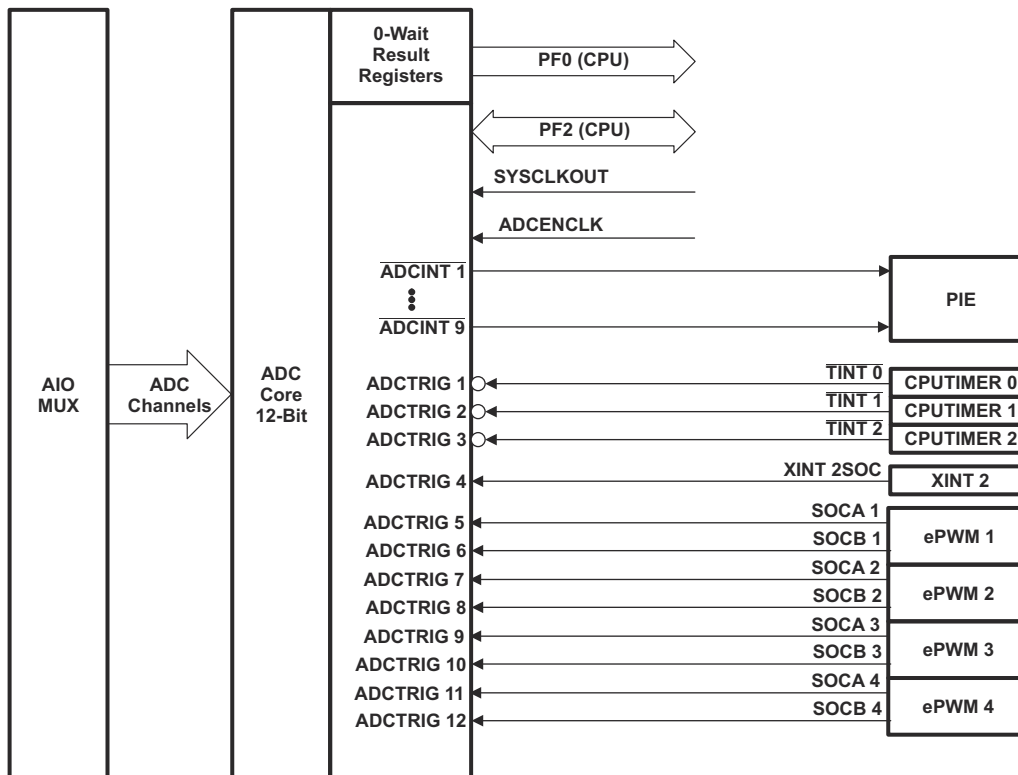 0-Wait
Result
Registers
PF0 (CPU)
PF2 (CPU)
SYSCLKOUT
ADCENCLK
ADCINT 1
ADCINT 9
PIE
AIO
MUX
ADC
Channels
ADC
Core
12-Bit
ADCTRIG 1
TINT 0
CPUTIMER 0
ADCTRIG 2
TINT 1
CPUTIMER 1
ADCTRIG 3
TINT 2
CPUTIMER 2
ADCTRIG 4
XINT 2SOC
XINT 2
ADCTRIG 5
SOCA 1
ADCTRIG 6
SOCB 1
ePWM 1
ADCTRIG 7
SOCA 2
ADCTRIG 8
SOCB 2
ePWM 2
ADCTRIG 9
SOCA 3
ADCTRIG 10
SOCB 3
ePWM 3
ADCTRIG 11
SOCA 4
ADCTRIG 12
SOCB 4
ePWM 4